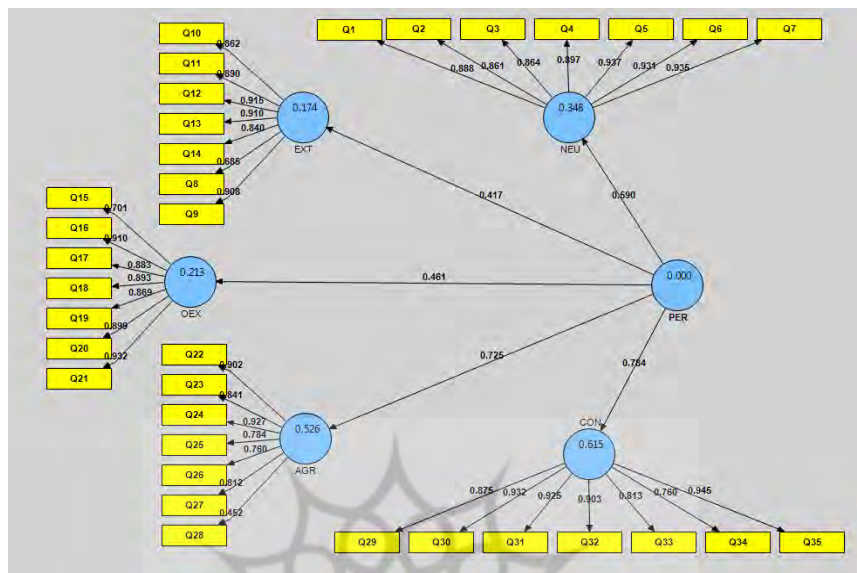 Q1 Q2 Q3 Q4 Q5 Q6 Q7
0.888 0.861 0.864 0.897 0.937 0.931 0.935
0.348
NEU
Q10
Q11
Q12
Q13
Q14
Q8
Q9
0.862
0.890
0.915
0.910
0.840
0.685
0.908
0.174
EXT
0.417
0.590
Q15
Q16
Q17
Q18
Q19
Q20
Q21
0.701
0.910
0.883
0.893
0.869
0.899
0.932
0.213
OEX
0.461
0.000
PER
Q22
Q23
Q24
Q25
Q26
Q27
Q28
0.902
0.841
0.927
0.784
0.760
0.812
0.452
0.526
AGR
0.725
0.784
CON
0.615
0.875 0.932 0.925 0.903 0.813 0.760 0.945
Q29 Q30 Q31 Q32 Q33 Q34 Q35